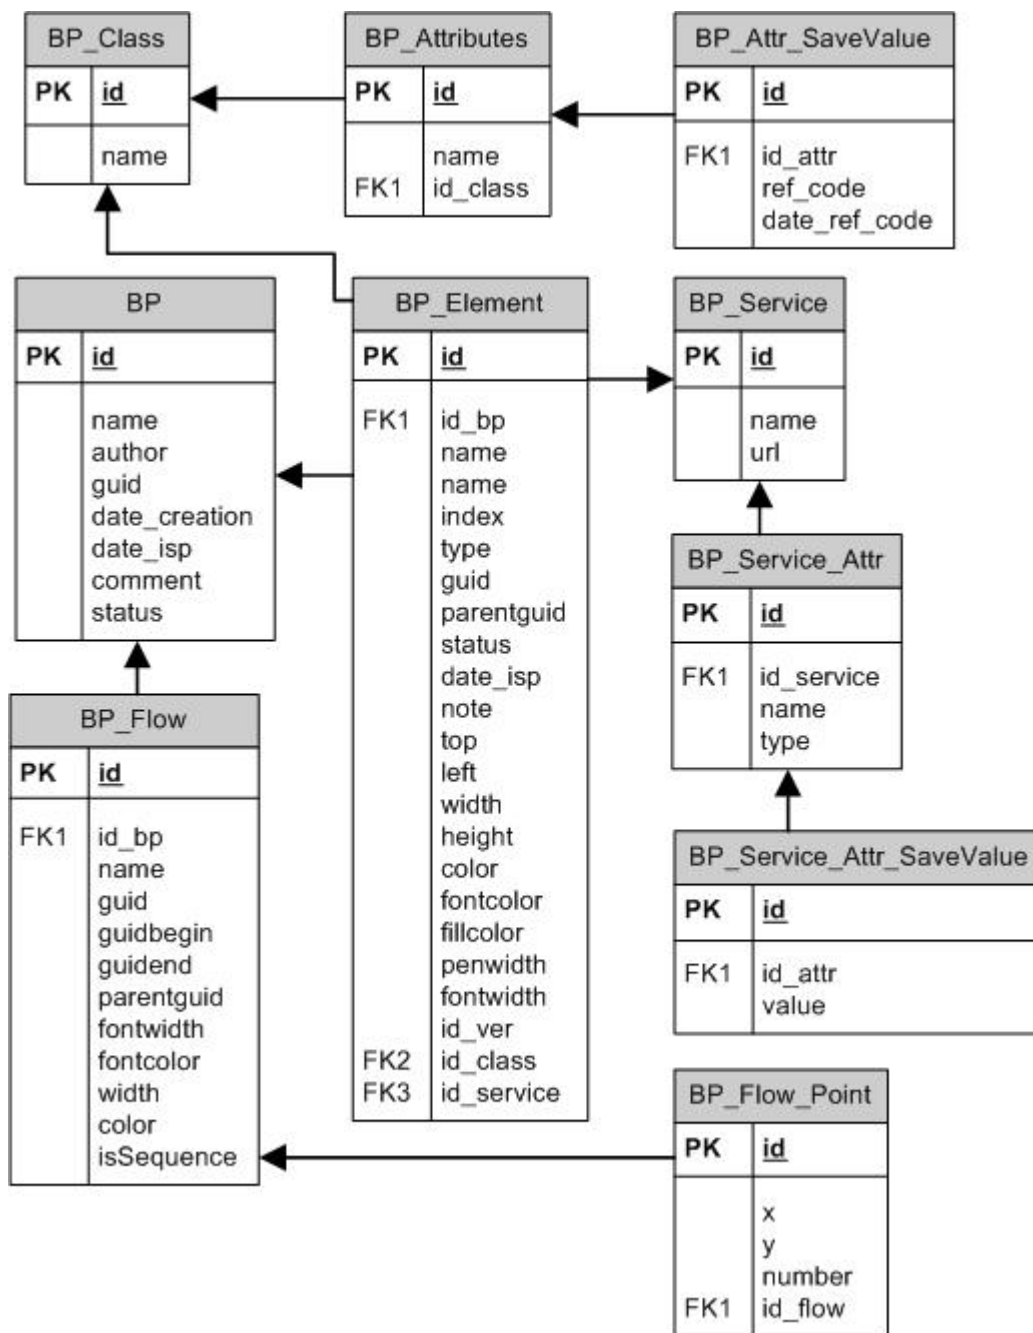 BP_Class
PK id
name
BP_Attributes
PK id
name
FK1 id_class
BP_Attr_SaveValue
PK id
FK1 id_attr
ref_code
date_ref_code
BP
PK id
name
author
guid
date_creation
date_isp
comment
status
BP_Element
PK id
FK1 id_bp
name
name
index
type
guid
parentguid
status
date_isp
note
top
left
width
height
color
fontcolor
fillcolor
penwidth
fontwidth
id_ver
FK2 id_class
FK3 id_service
BP_Service
PK id
name
url
BP_Service_Attr
PK id
FK1 id_service
name
type
BP_Flow
PK id
FK1 id_bp
name
guid
guidbegin
guidend
parentguid
fontwidth
fontcolor
width
color
isSequence
BP_Service_Attr_SaveValue
PK id
FK1 id_attr
value
BP_Flow_Point
PK id
x
y
number
FK1 id_flow